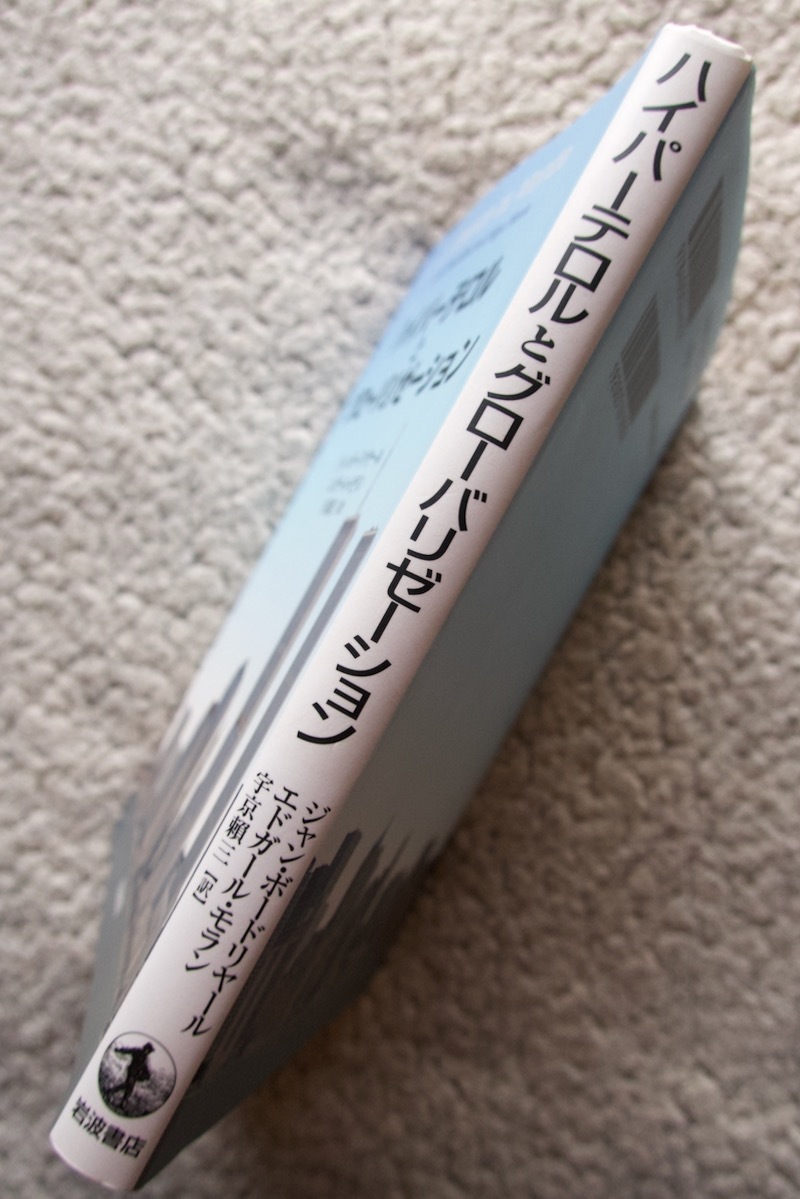 ハイパーテロルとグローバリゼーション
ジャン・ボードリヤール
エドガール・モラン
宇京賴三[訳]
岩波書店